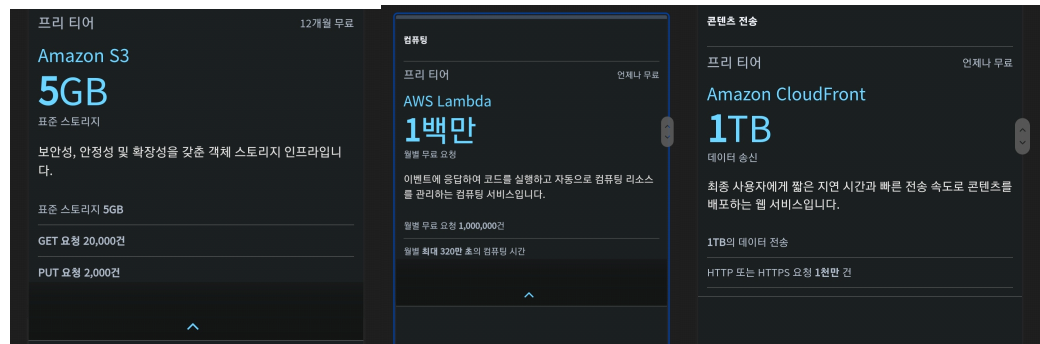 프리 티어
12개월 무료
Amazon S3
5GB
표준 스토리지
보안성, 안정성 및 확장성을 갖춘 객체 스토리지 인프라입니
다.
표준 스토리지 5GB
GET 요청 20,000건
PUT 요청 2,000건
컴퓨팅
프리 티어
언제나 무료
AWS Lambda
1백만
월별 무료 요청
이벤트에 응답하여 코드를 실행하고 자동으로 컴퓨팅 리소스
를 관리하는 컴퓨팅 서비스입니다.
월별 무료 요청 1,000,000건
월별 최대 320만 초의 컴퓨팅 시간
콘텐츠 전송
프리 티어
언제나 무료
Amazon CloudFront
1TB
데이터 송신
최종 사용자에게 짧은 지연 시간과 빠른 전송 속도로 콘텐츠를
배포하는 웹 서비스입니다.
1TB의 데이터 전송
HTTP 또는 HTTPS 요청 1천만 건